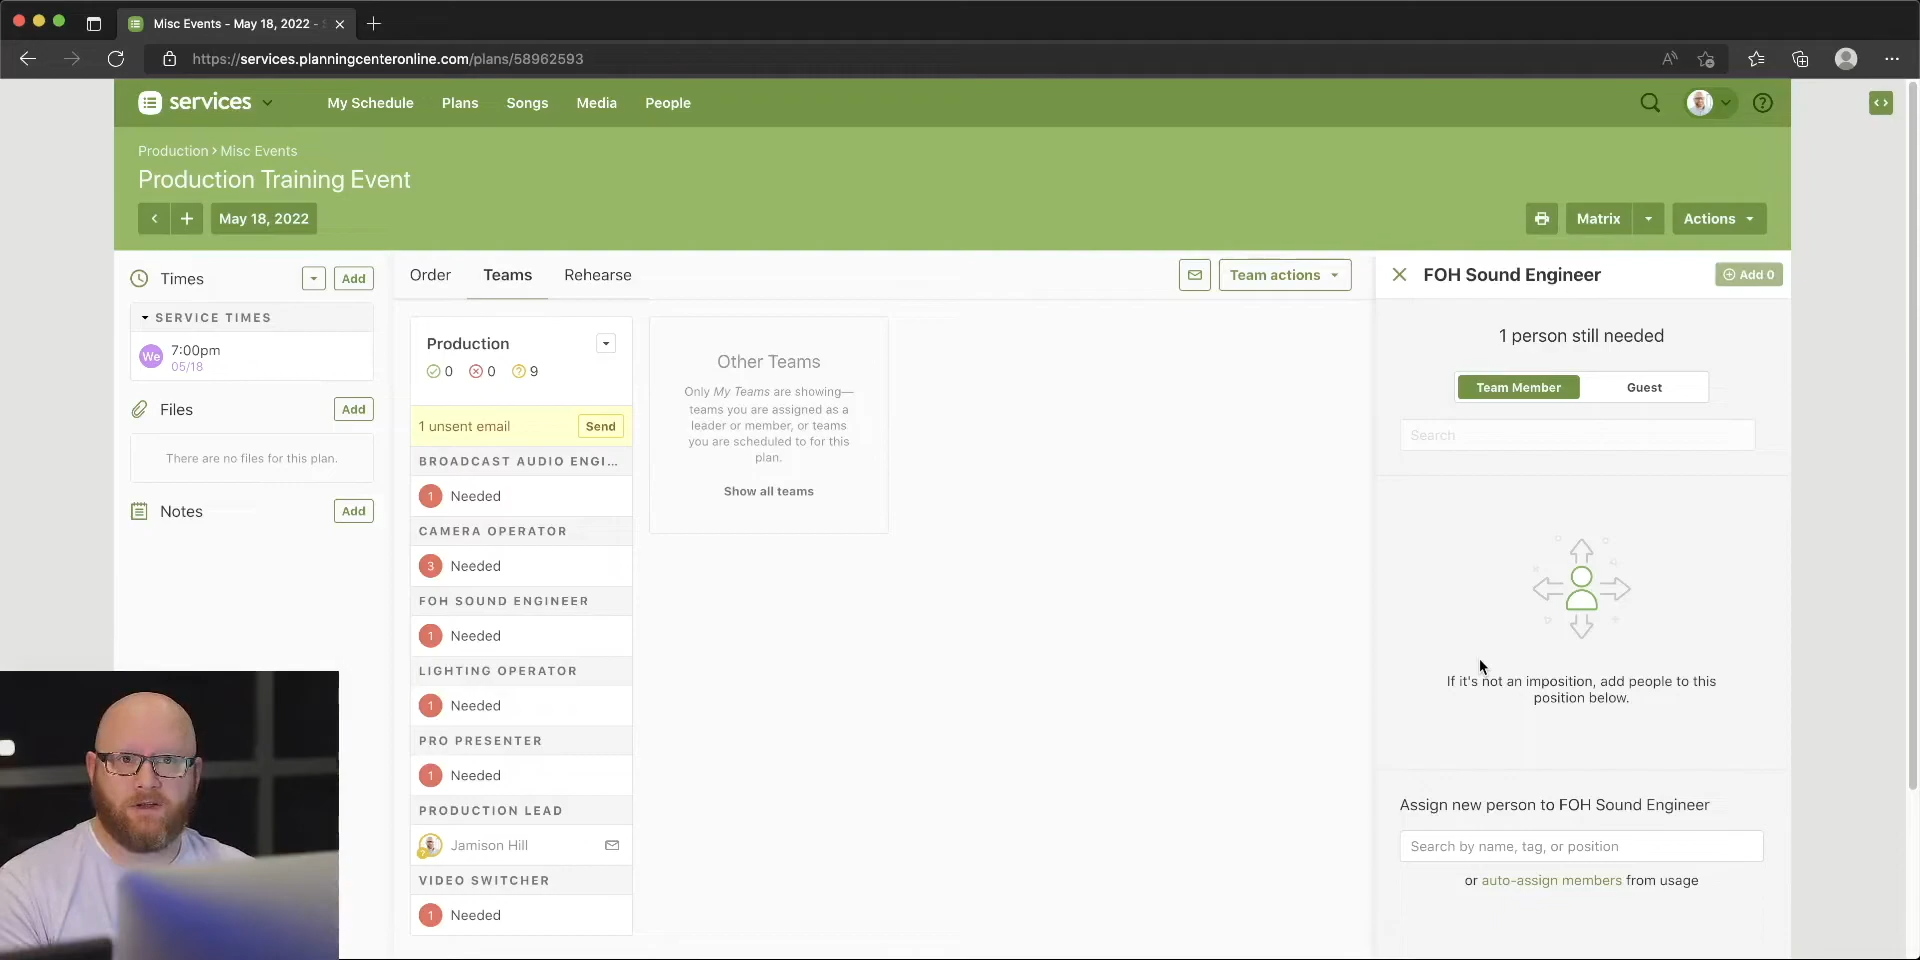 Misc Events - May 18, 2022 -
https://services.planningcenteronline.com/plans/58962593
services
My Schedule
Plans
Songs
Media
People
Production › Misc Events
Production Training Event
May 18, 2022
Matrix
Actions
Times
Add
SERVICE TIMES
We
7:00pm
05/18
Files
Add
There are no files for this plan.
Notes
Add
Order
Teams
Rehearse
Team actions
Production
0
0
9
1 unsent email
Send
BROADCAST AUDIO ENGI...
1 Needed
CAMERA OPERATOR
3 Needed
FOH SOUND ENGINEER
1 Needed
LIGHTING OPERATOR
1 Needed
PRO PRESENTER
1 Needed
PRODUCTION LEAD
Jamison Hill
VIDEO SWITCHER
1 Needed
Other Teams
Only My Teams are showing—
teams you are assigned as a
leader or member, or teams
you are scheduled to for this
plan.
Show all teams
FOH Sound Engineer
Add 0
1 person still needed
Team Member
Guest
Search
If it's not an imposition, add people to this
position below.
Assign new person to FOH Sound Engineer
Search by name, tag, or position
or auto-assign members from usage